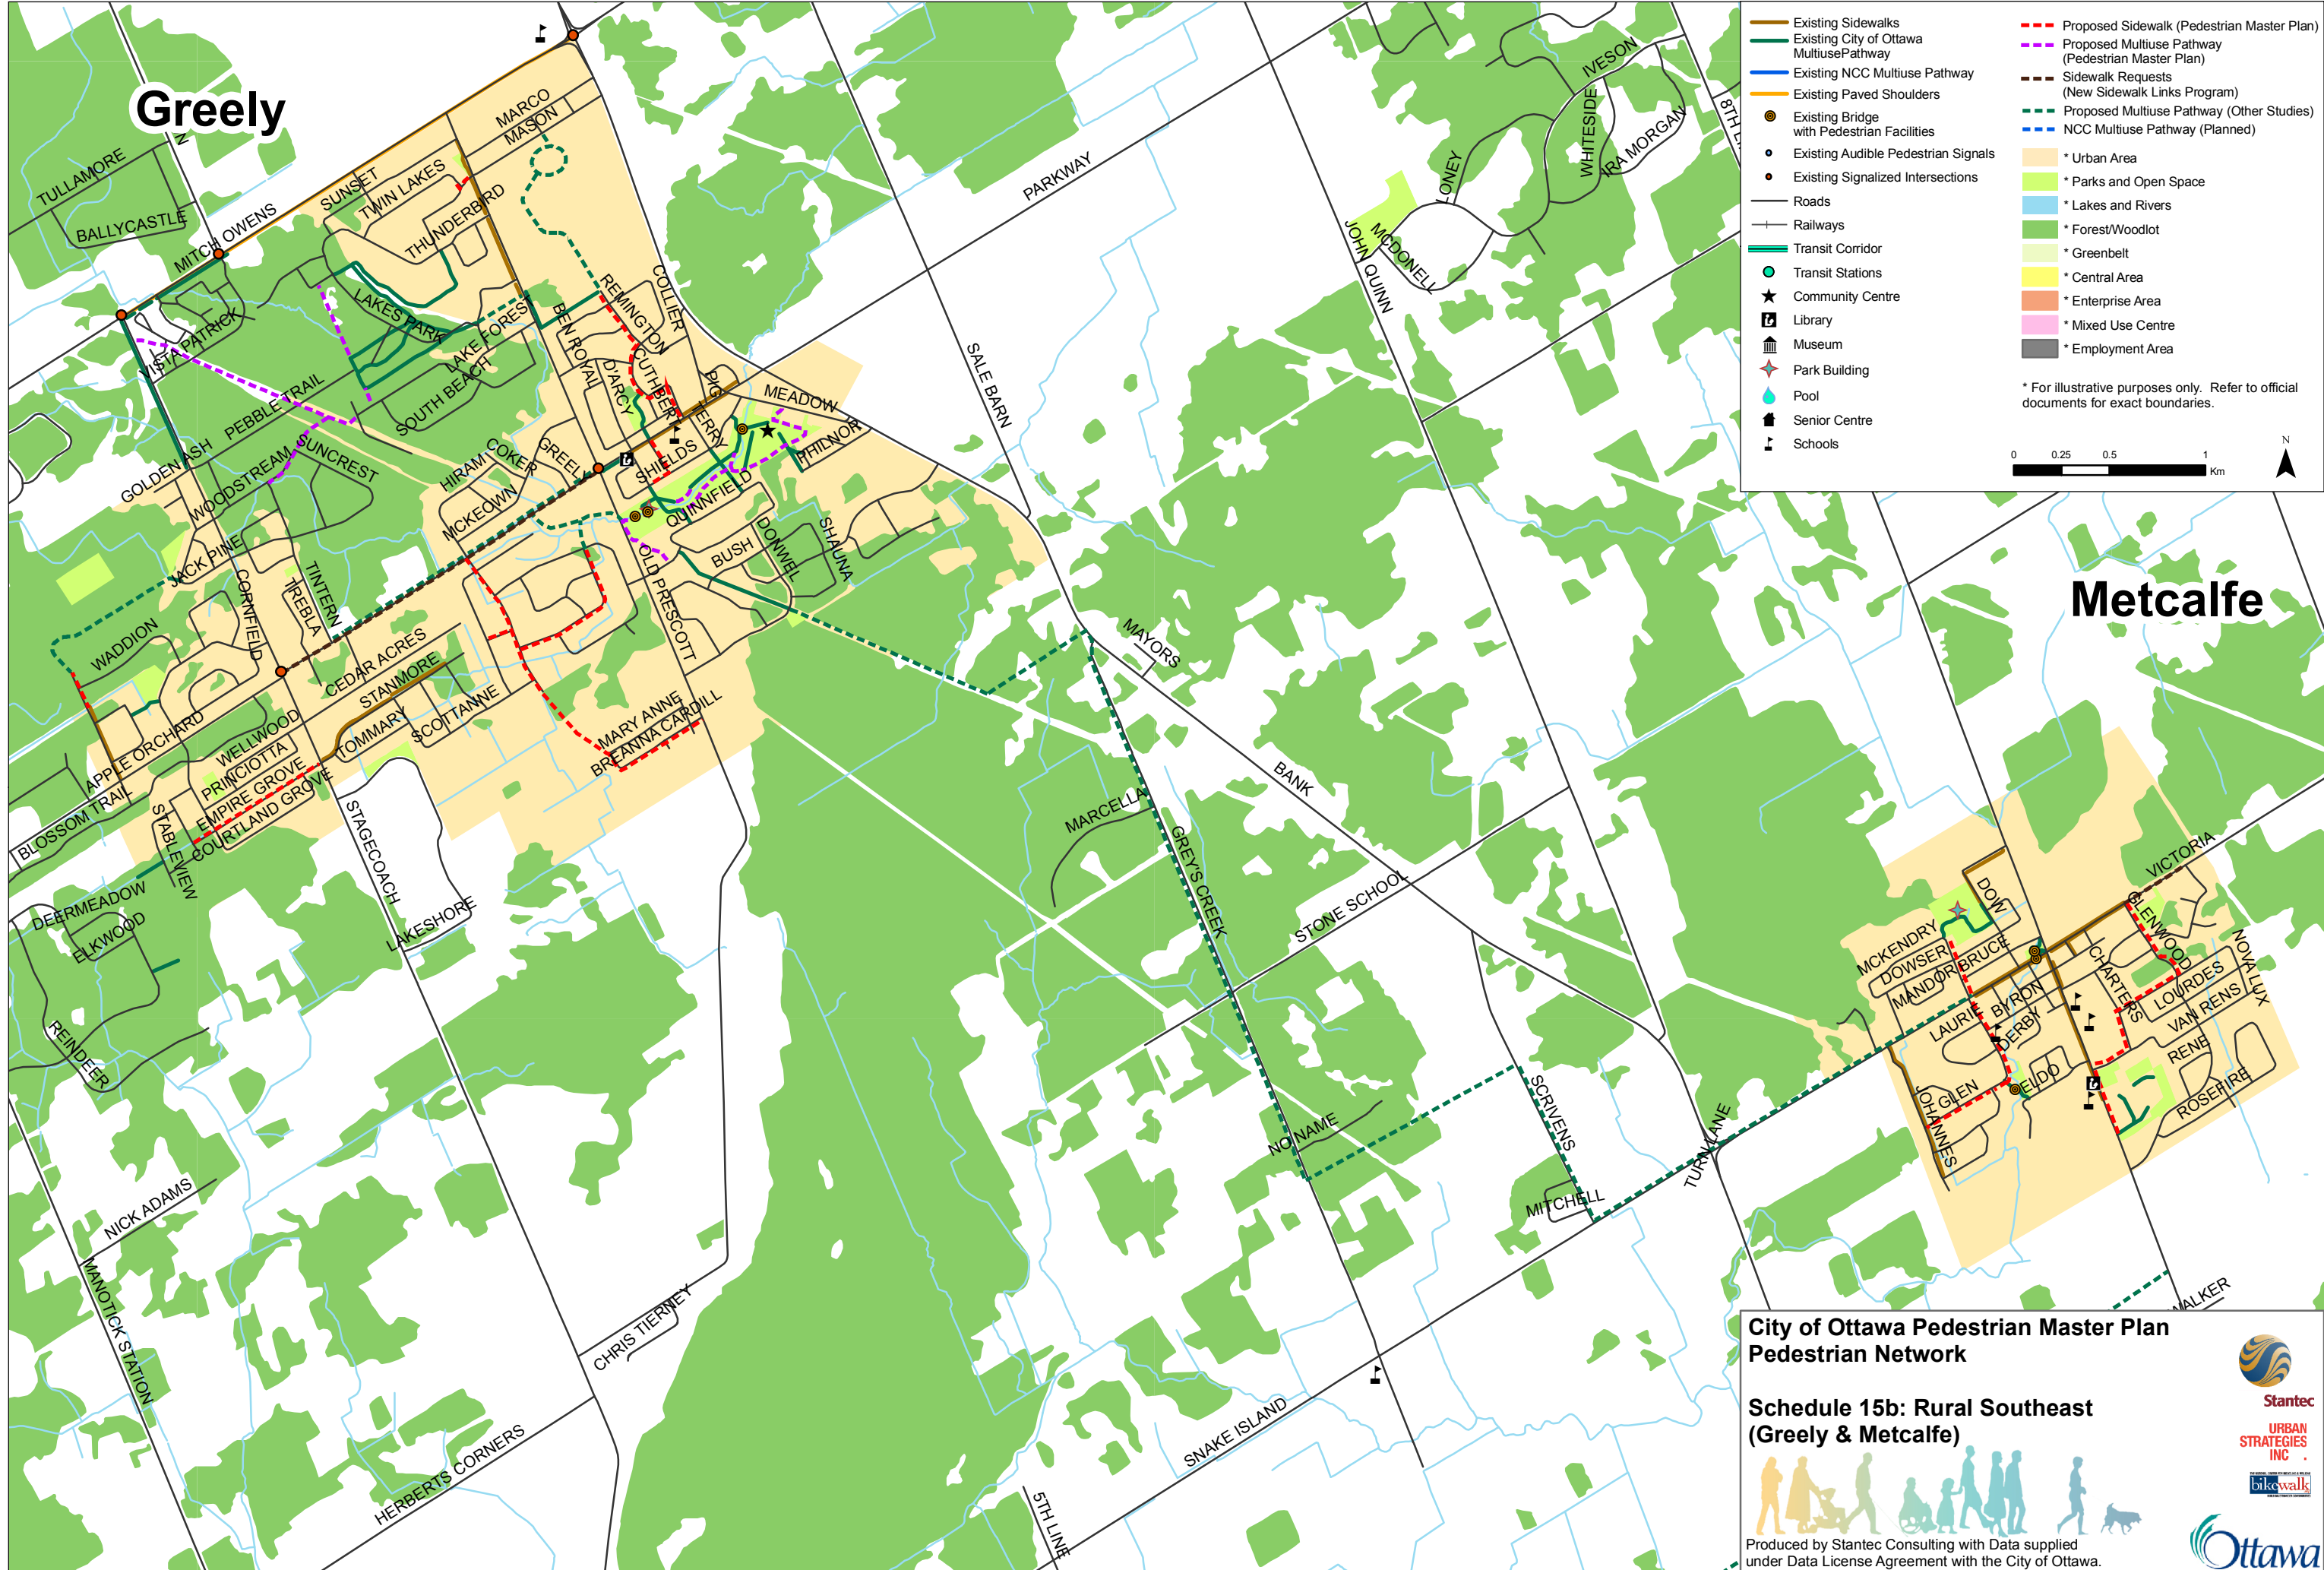 Greely
Metcalfe
N
TULLAMORE
BALLYCASTLE
MITCH OWENS
SUNSET
TWIN LAKES
THUNDERBIRD
MARCO
MASON
VISTA PATRICK
LAKES PARK
LAKE FOREST
SOUTH BEACH
PEBBLE TRAIL
GOLDEN ASH
WOODSTREAM
SUNCREST
HIRAM
COKER
GREELY
MCKEOWN
BEN ROYAL
D'ARCY
REMINGTON
COLLIER
CUTHBERT
PIG
TERRY
MEADOW
PHILNOR
SHIELDS
QUINNFIELD
BUSH
DONWEL
SHAUNA
OLD PRESCOTT
JACK PINE
CORNFIELD
TREBLA
TINTERN
WADDION
CEDAR ACRES
STANMORE
TOMMARY
SCOTTANNE
APPLE ORCHARD
WELLWOOD
PRINCIOTTA
EMPIRE GROVE
COURTLAND GROVE
BLOSSOM TRAIL
STABLEVIEW
DEERMEADOW
ELKWOOD
REINDEER
STAGECOACH
LAKESHORE
MARY ANNE
BREANNA CARDILL
NICK ADAMS
MANOTICK STATION
HERBERTS CORNERS
CHRIS TIERNEY
PARKWAY
SALE BARN
JOHN QUINN
MCDONELL
LONEY
WHITESIDE
IVESON
IRA MORGAN
8TH LI
MAYORS
BANK
MARCELLA
GREY'S CREEK
STONE SCHOOL
NO NAME
SCRIVENS
MITCHELL
TURN LANE
SNAKE ISLAND
5TH LINE
VICTORIA
DOW
GLENWOOD
NOVA LUX
MCKENDRY
DOWSER
MANDOR
BRUCE
CHARTERS
LOURDES
VAN RENS
LAURIE
BYRON
DERBY
RENE
ROSEFIRE
GLEN
ELDO
JOHANNES
WALKER
Existing Sidewalks
Existing City of Ottawa
MultiusePathway
Existing NCC Multiuse Pathway
Existing Paved Shoulders
Existing Bridge
with Pedestrian Facilities
Existing Audible Pedestrian Signals
Existing Signalized Intersections
Roads
Railways
Transit Corridor
Transit Stations
Community Centre
Library
Museum
Park Building
Pool
Senior Centre
Schools
Proposed Sidewalk (Pedestrian Master Plan)
Proposed Multiuse Pathway
(Pedestrian Master Plan)
Sidewalk Requests
(New Sidewalk Links Program)
Proposed Multiuse Pathway (Other Studies)
NCC Multiuse Pathway (Planned)
* Urban Area
* Parks and Open Space
* Lakes and Rivers
* Forest/Woodlot
* Greenbelt
* Central Area
* Enterprise Area
* Mixed Use Centre
* Employment Area
* For illustrative purposes only. Refer to official
documents for exact boundaries.
N
0 0.25 0.5 1
Km
City of Ottawa Pedestrian Master Plan
Pedestrian Network
Schedule 15b: Rural Southeast
(Greely & Metcalfe)
Produced by Stantec Consulting with Data supplied
under Data License Agreement with the City of Ottawa.
Stantec
URBAN
STRATEGIES
INC .
bikewalk
Ottawa